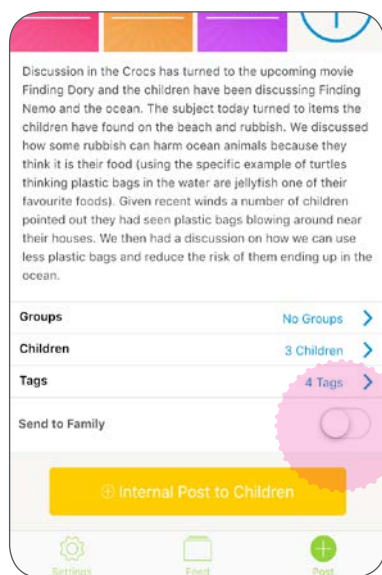 Discussion in the Crocs has turned to the upcoming movie
Finding Dory and the children have been discussing Finding
Nemo and the ocean. The subject today turned to items the
children have found on the beach and rubbish. We discussed
how some rubbish can harm ocean animals because they
think it is their food (using the specific example of turtles
thinking plastic bags in the water are jellyfish one of their
favourite foods). Given recent winds a number of children
pointed out they had seen plastic bags blowing around near
their houses. We then had a discussion on how we can use
less plastic bags and reduce the risk of them ending up in the
ocean.
Groups No Groups
Children 3 Children
Tags 4 Tags
Send to Family
Internal Post to Children
Settings Feed Post